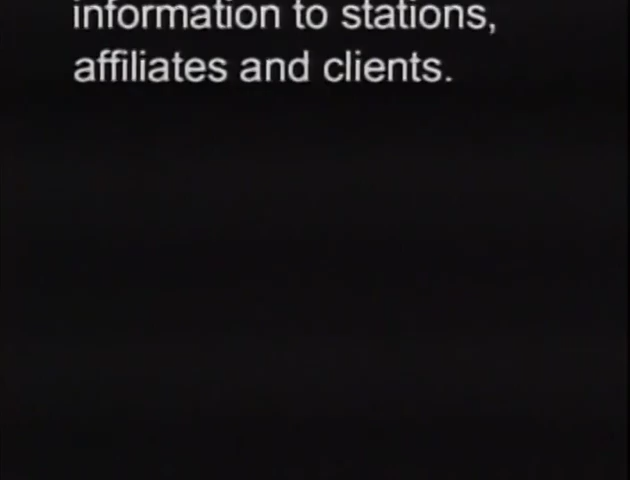 information to stations,
affiliates and clients.